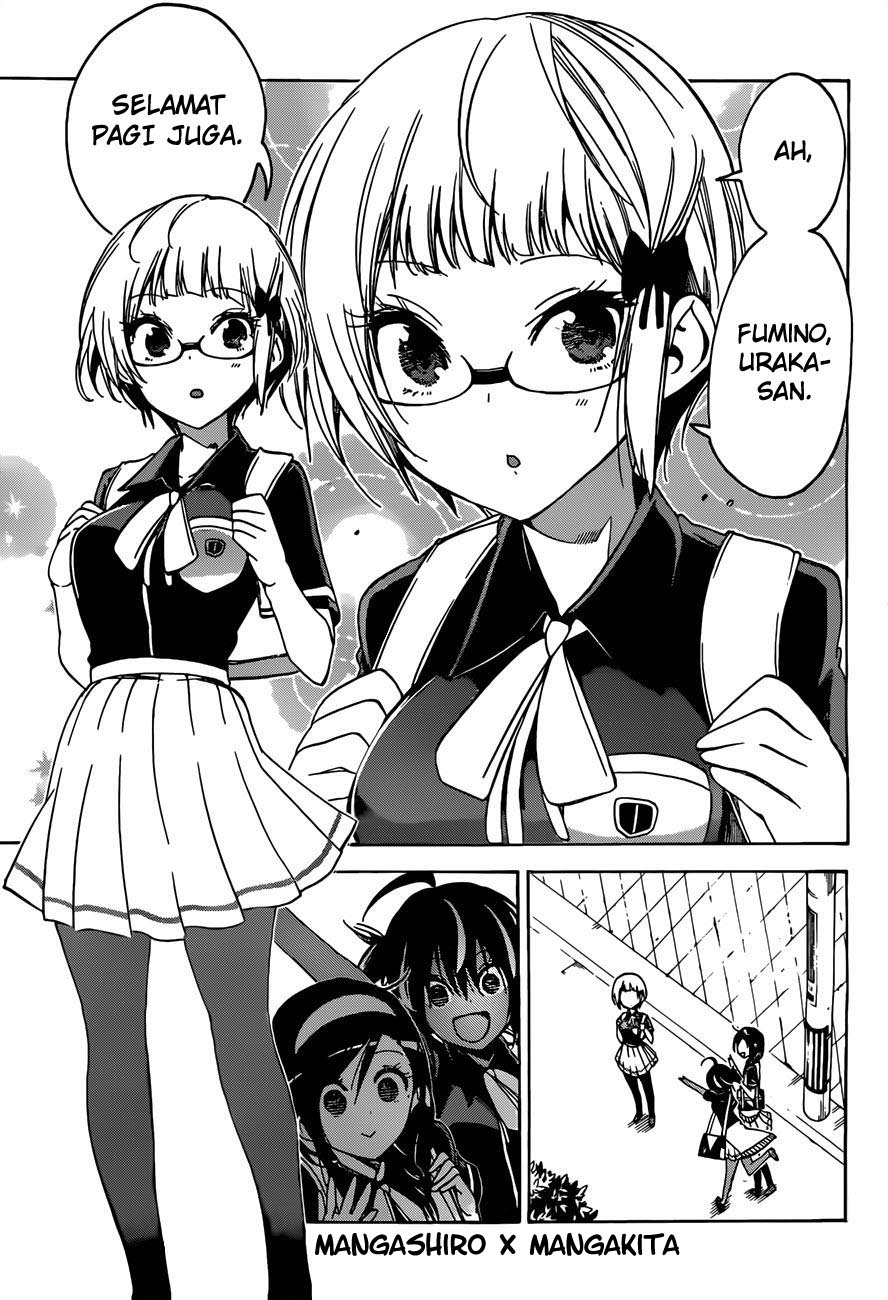 AH,
FUMINO,
URAKA-
SAN.
SELAMAT
PAGI JUGA.
MANGASHIRO X MANGAKITA